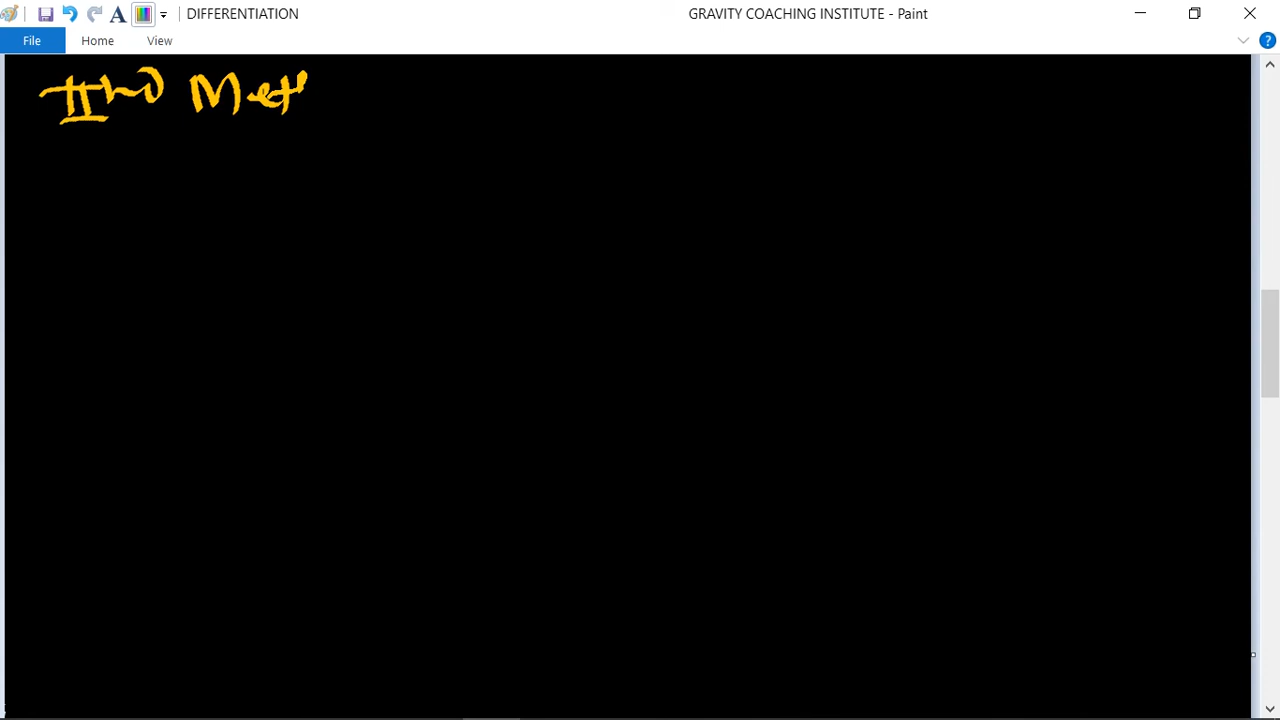 DIFFERENTIATION
GRAVITY COACHING INSTITUTE - Paint
File Home View
IInd Met